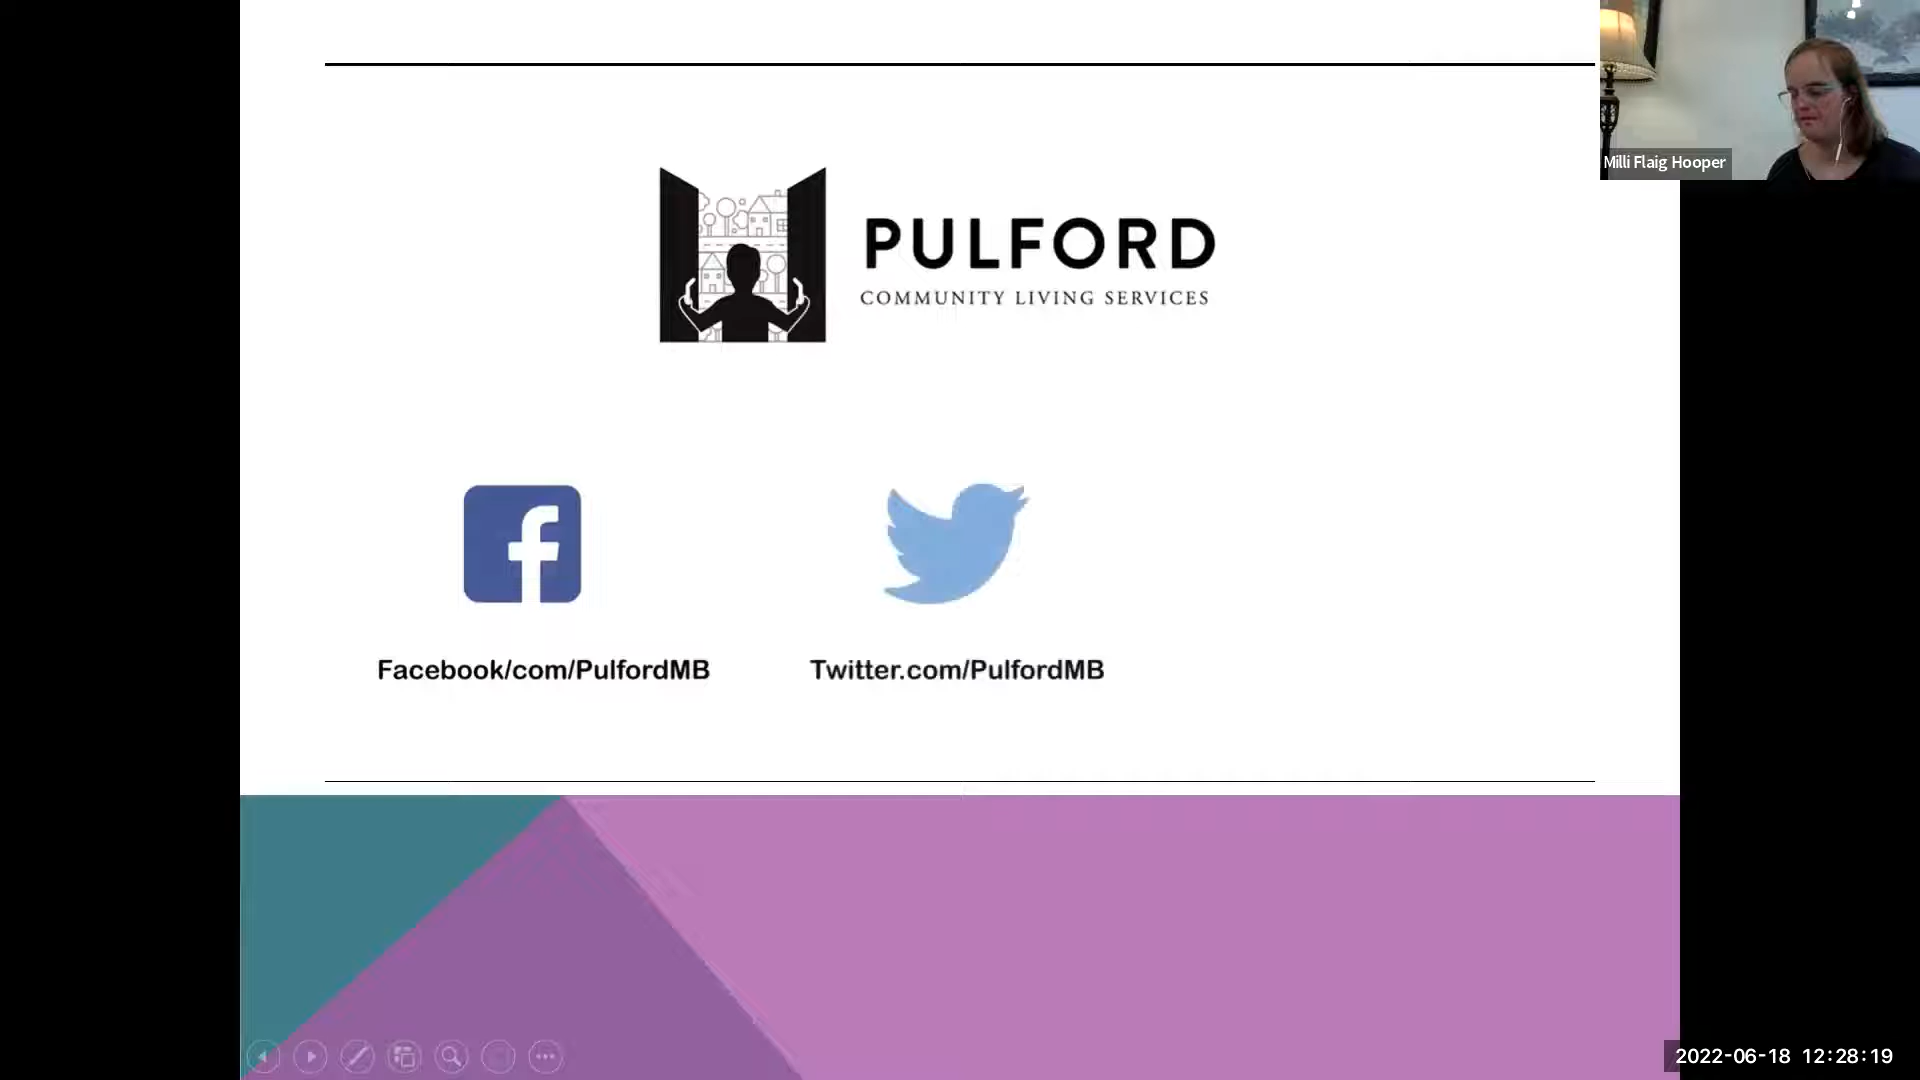 Milli Flaig Hooper
PULFORD
COMMUNITY LIVING SERVICES
Facebook/com/PulfordMB
Twitter.com/PulfordMB
2022-06-18 12:28:19